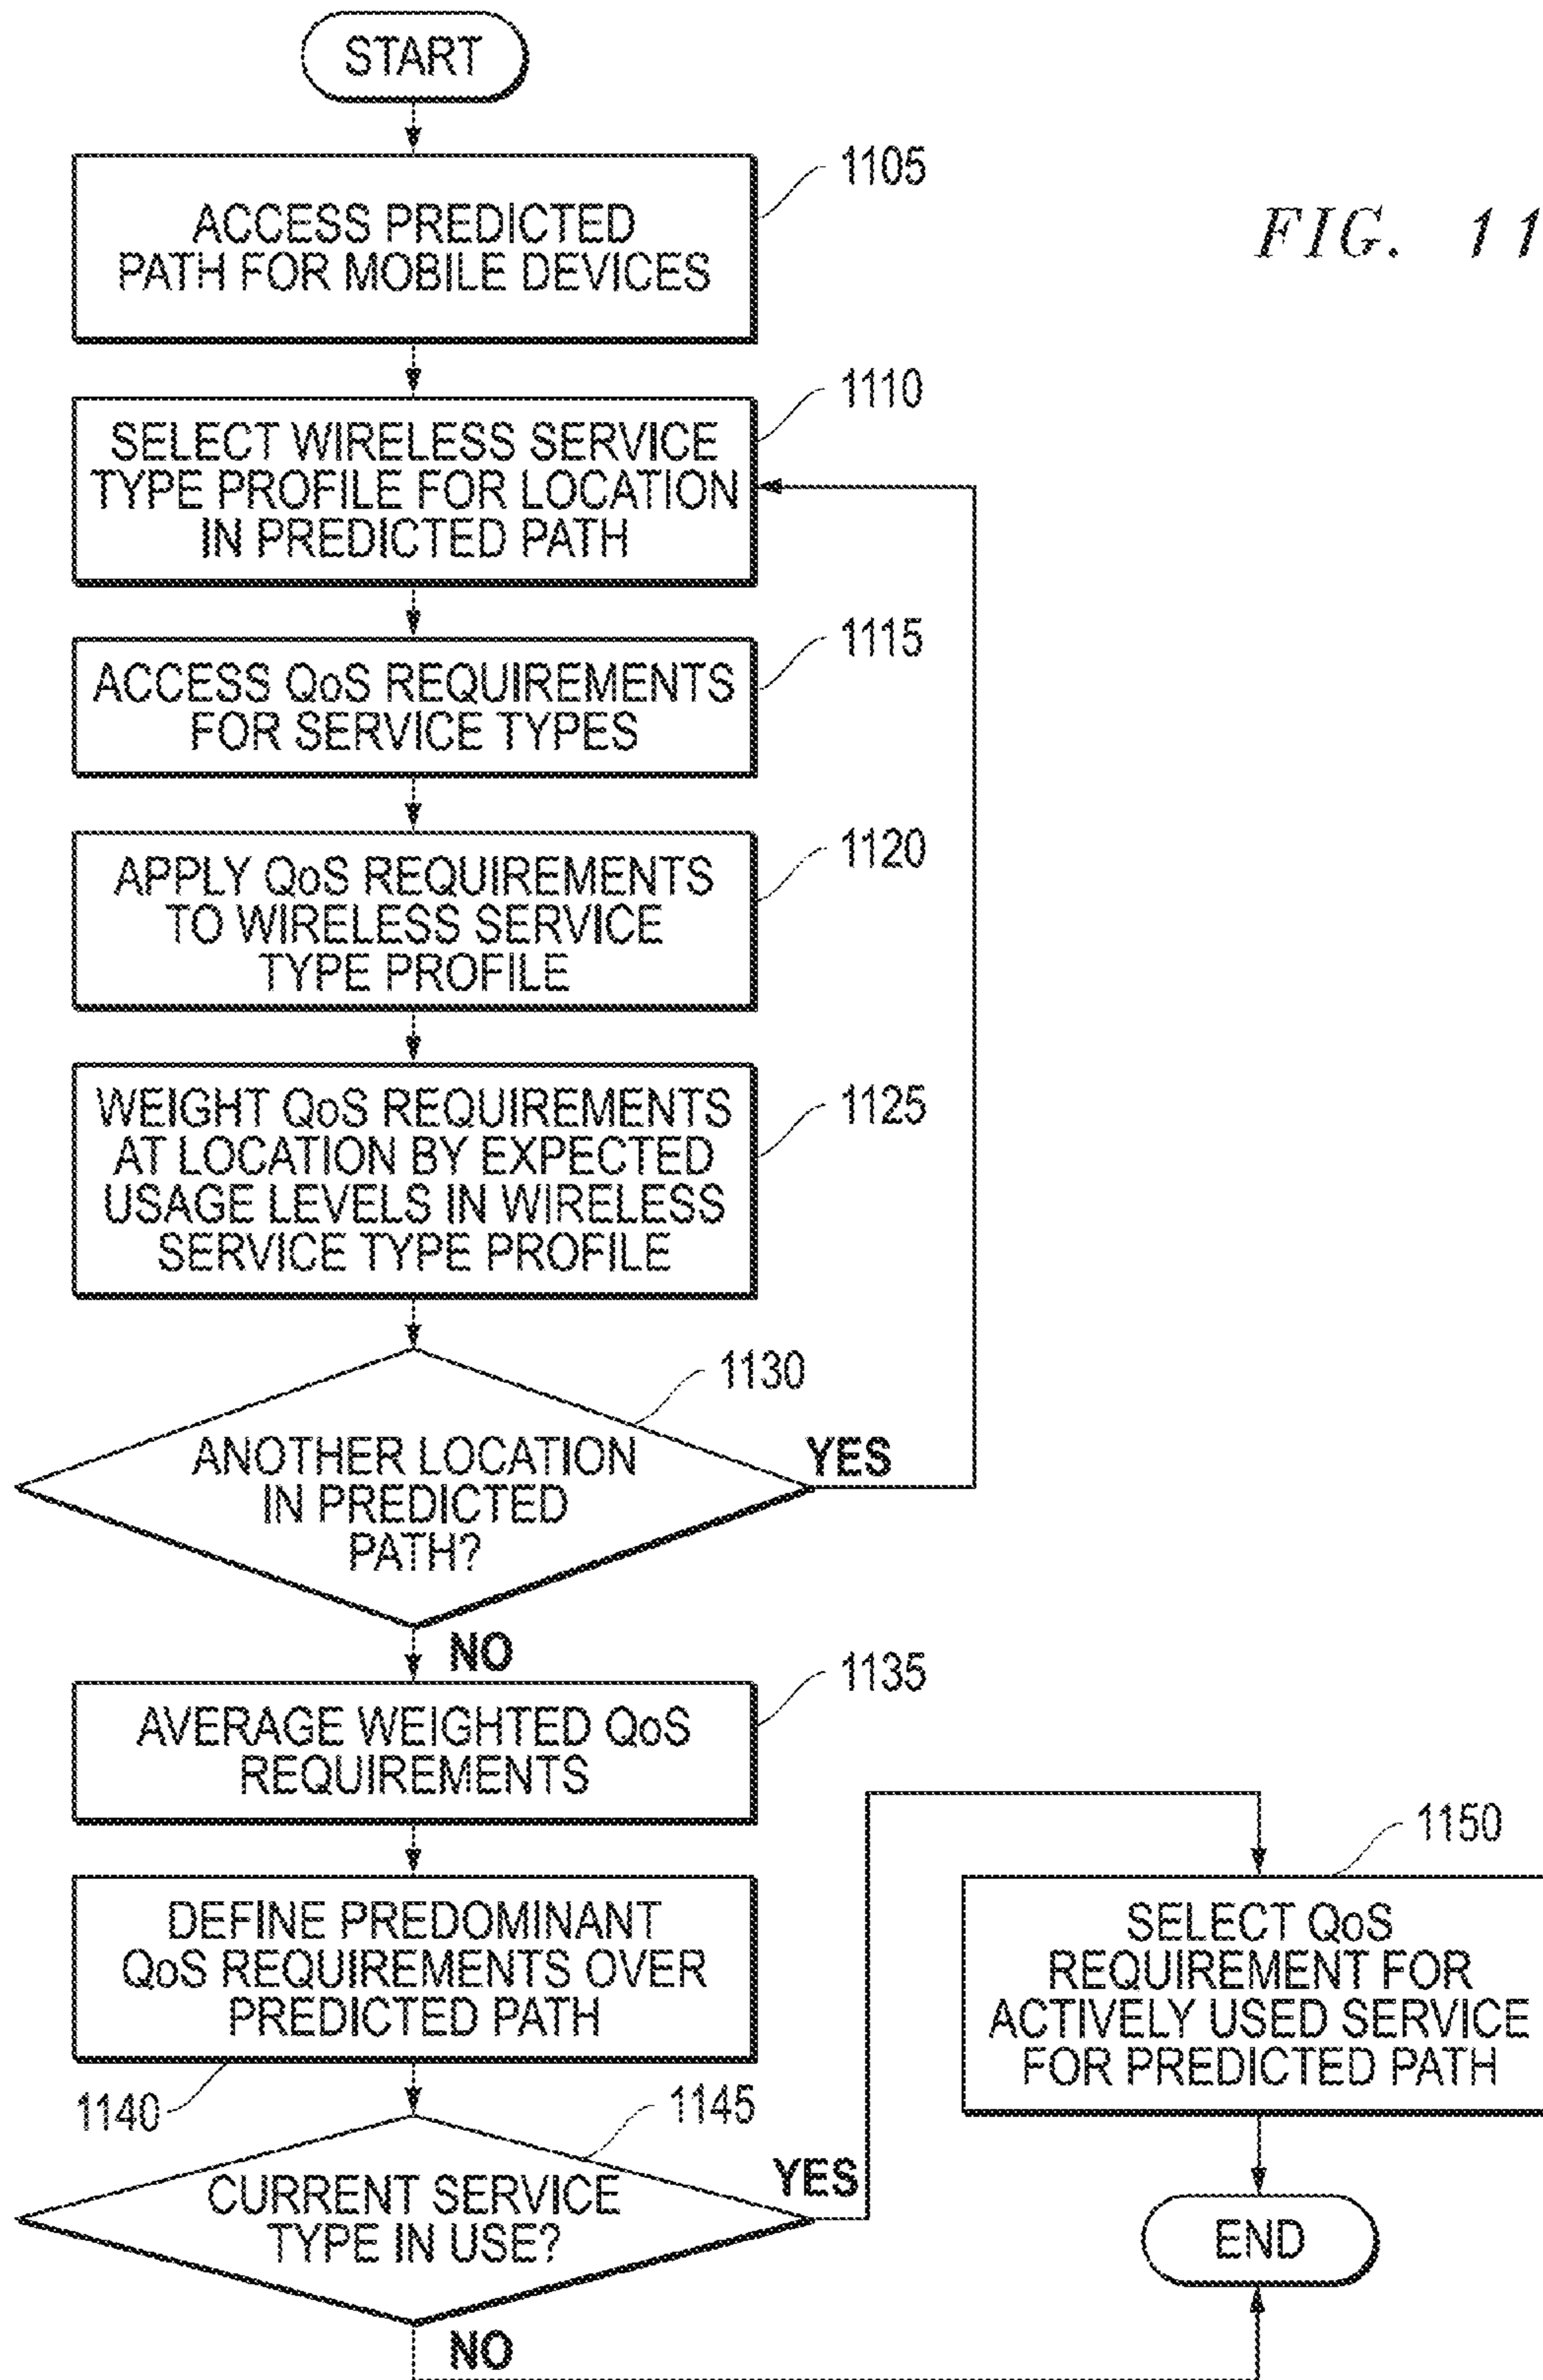 START
1105
FIG. 11
ACCESS PREDICTED
PATH FOR MOBILE DEVICES
1110
SELECT WIRELESS SERVICE
TYPE PROFILE FOR LOCATION
IN PREDICTED PATH
1115
ACCESS QoS REQUIREMENTS
FOR SERVICE TYPES
1120
APPLY QoS REQUIREMENTS
TO WIRELESS SERVICE
TYPE PROFILE
1125
WEIGHT QoS REQUIREMENTS
AT LOCATION BY EXPECTED
USAGE LEVELS IN WIRELESS
SERVICE TYPE PROFILE
1130
ANOTHER LOCATION
IN PREDICTED
PATH?
YES
NO
1135
AVERAGE WEIGHTED QoS
REQUIREMENTS
DEFINE PREDOMINANT
QoS REQUIREMENTS OVER
PREDICTED PATH
1140
1145
CURRENT SERVICE
TYPE IN USE?
YES
NO
1150
SELECT QoS
REQUIREMENT FOR
ACTIVELY USED SERVICE
FOR PREDICTED PATH
END